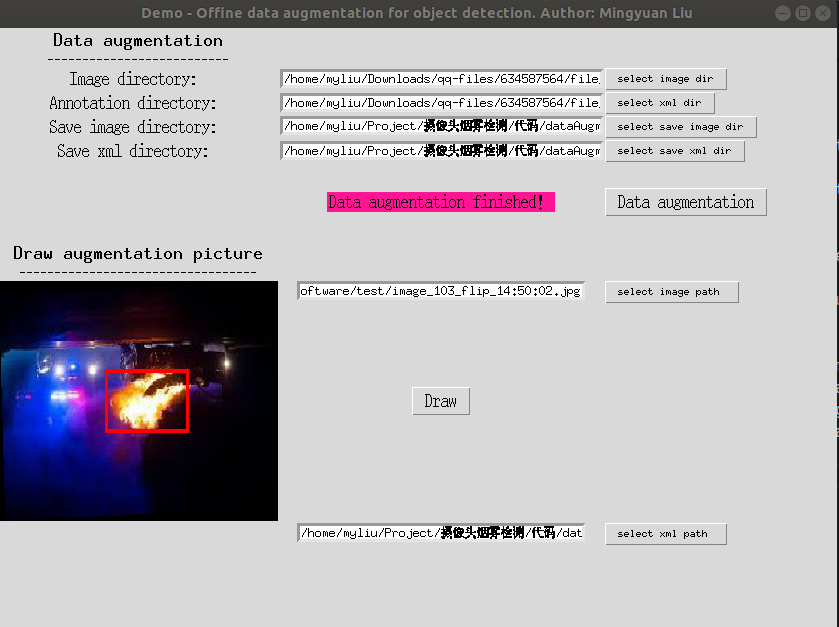 Demo - Offine data augmentation for object detection. Author: Mingyuan Liu
Data augmentation
--------------------------
Image directory:
/home/myliu/Downloads/qq-files/634587564/file_
select image dir
Annotation directory:
/home/myliu/Downloads/qq-files/634587564/file_
select xml dir
Save image directory:
/home/myliu/Project/摄像头烟雾检测/代码/dataAugm
select save image dir
Save xml directory:
/home/myliu/Project/摄像头烟雾检测/代码/dataAugm
select save xml dir
Data augmentation finished!
Data augmentation
Draw augmentation picture
----------------------------------
oftware/test/image_103_flip_14:50:02.jpg
select image path
Draw
/home/myliu/Project/摄像头烟雾检测/代码/dat
select xml path